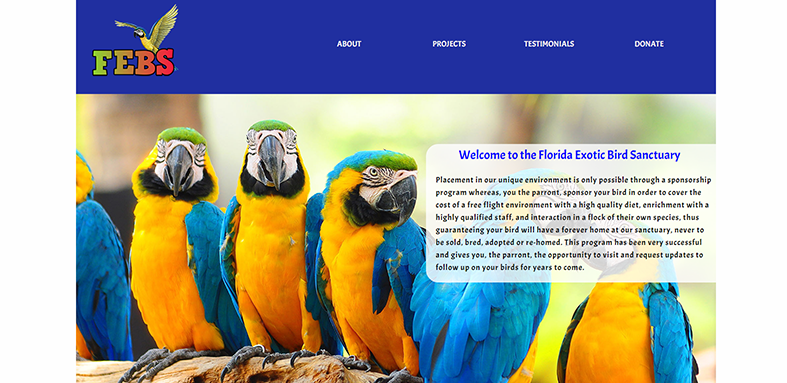 FEBS
ABOUT PROJECTS TESTIMONIALS DONATE
Welcome to the Florida Exotic Bird Sanctuary
Placement in our unique enviroment is only possible through a sponsorship
program whereas, you the parront, sponsor your bird in order to cover the
cost of a free flight environment with a high quality diet, enrichment with a
highly qualified staff, and interaction in a flock of their own species, thus
guaranteeing your bird will have a forever home at our sanctuary, never to
be sold, bred, adopted or re-homed. This program has been very successful
and gives you, the parront, the opportunity to visit and request updates to
follow up on your birds for years to come.